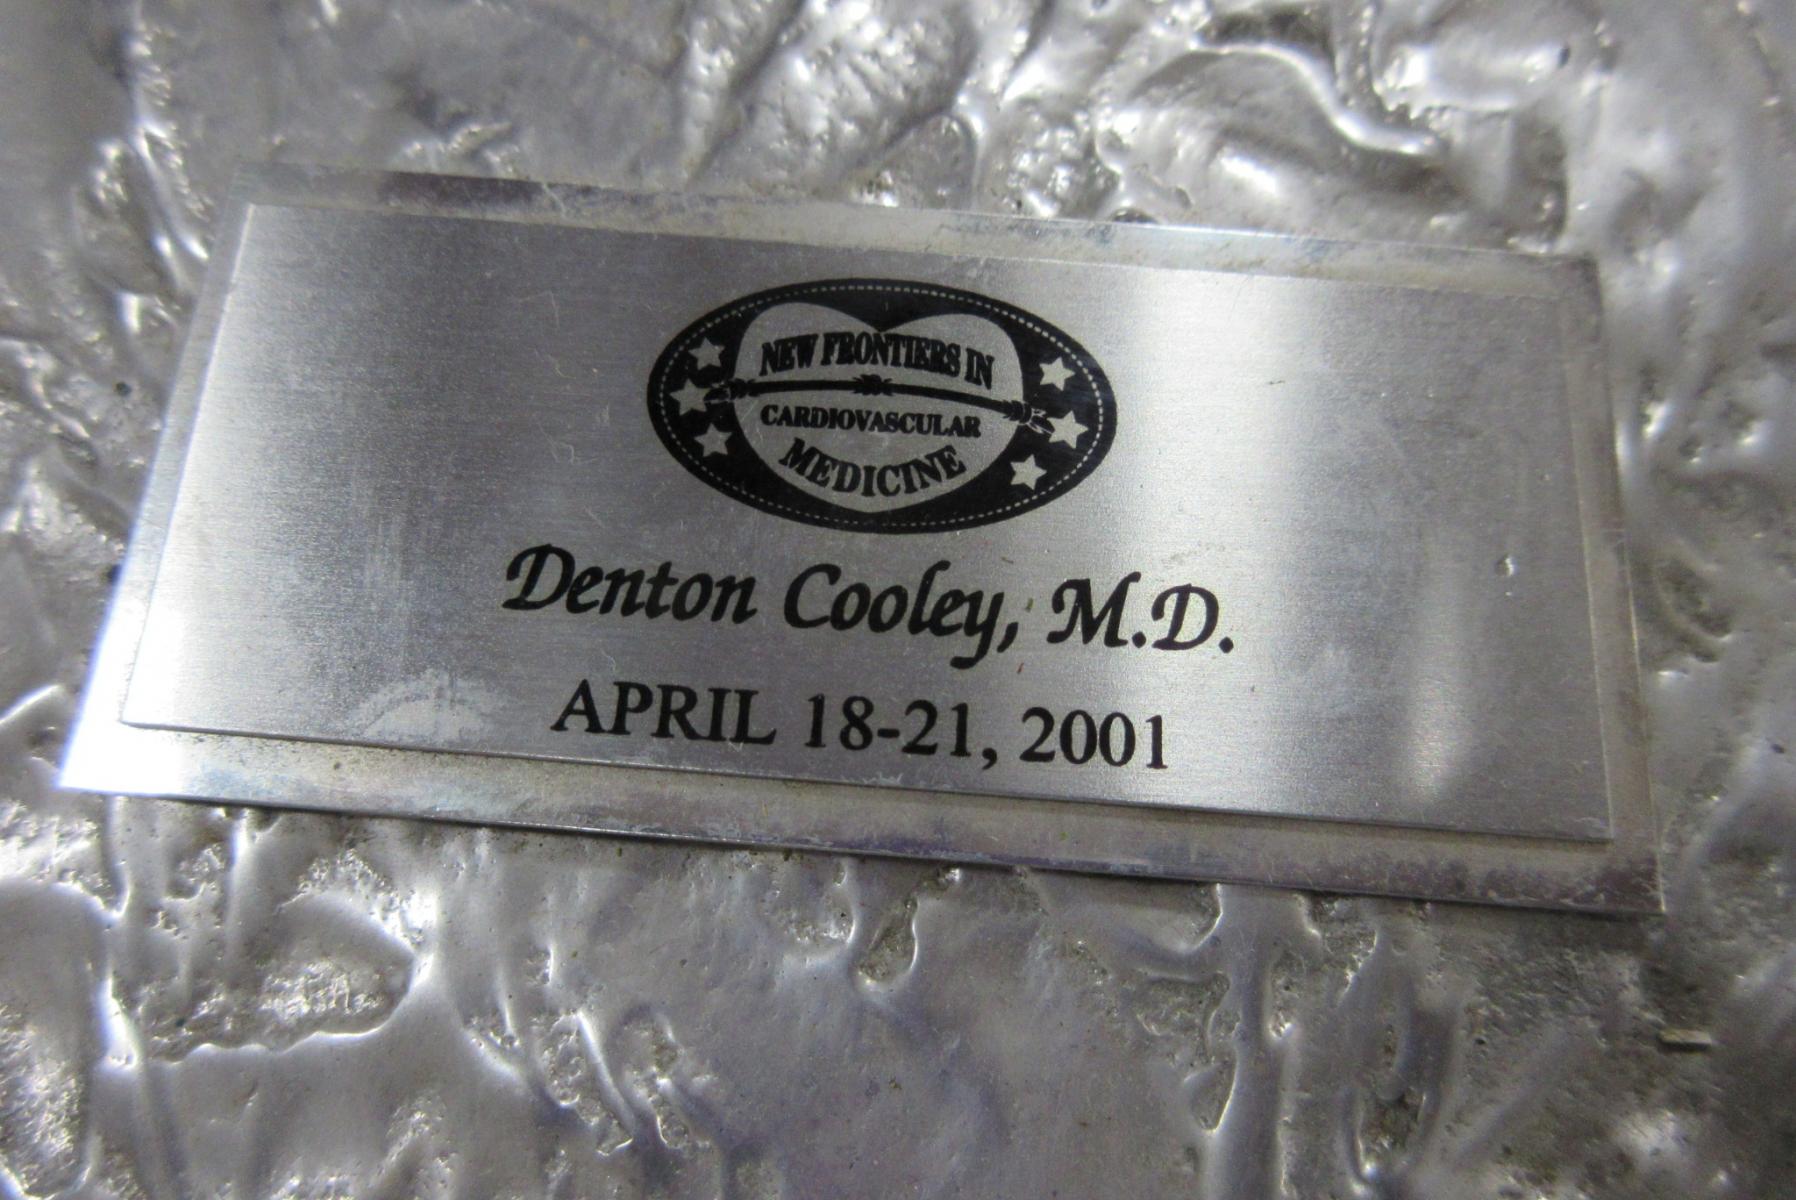 NEW FRONTIERS IN
CARDIOVASCULAR
MEDICINE
Denton Cooley, M.D.
APRIL 18-21, 2001